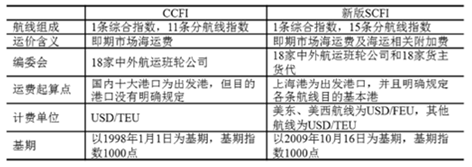 CCFI 新版SCFI
航线组成 1条综合指数，11条分航线指数 1条综合指数，15条分航线指数
运价含义 即期市场海运费 即期市场海运费及海运相关附加费
编委会 18家中外航运班轮公司 18家中外航运班轮公司和18家货主货代
运费起算点 国内十大港口为出发港，但目的港口没有明确规定 上海港为出发港口，并且明确规定各条航线目的基本港
计费单位 USD/TEU 美东、美西航线为USD/FEU，其他航线为USD/TEU
基期 以1998年1月1日为基期，基期指数1000点 以2009年10月16日为基期，基期指数1000点